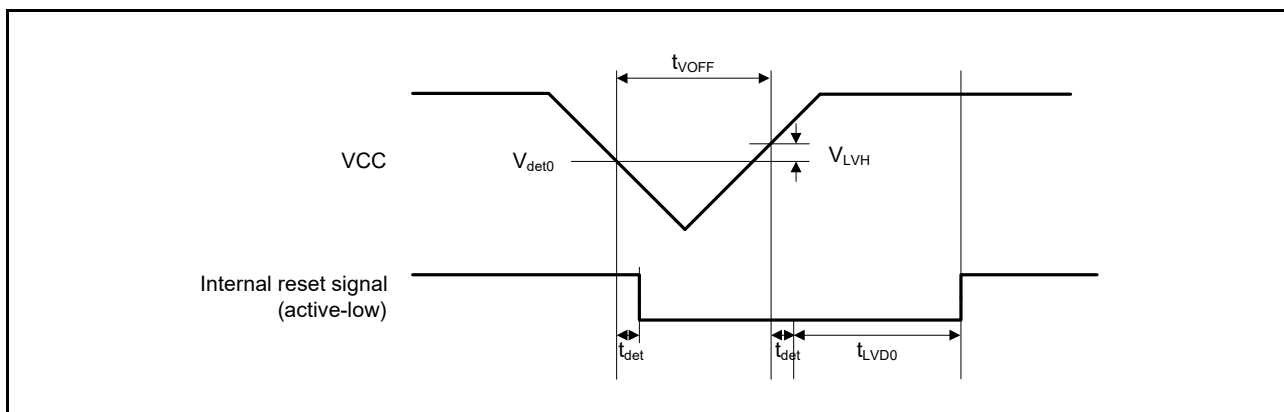 tVOFF
VCC
Vdet0
VLVH
Internal reset signal
(active-low)
tdet
tdet
tLVD0